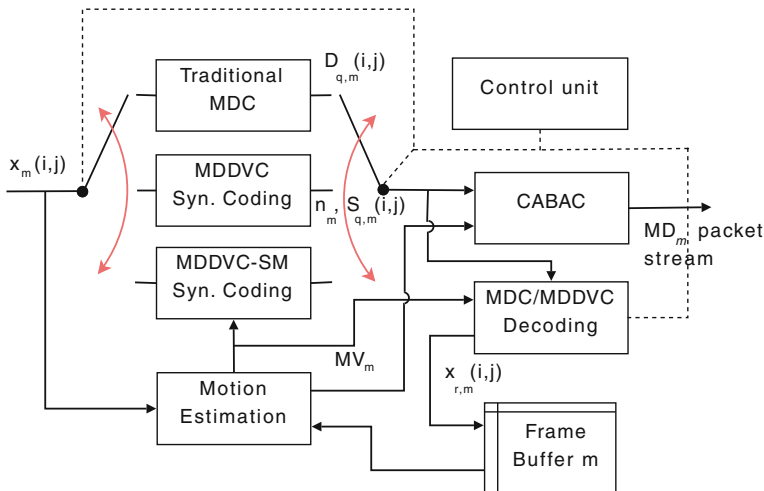 D_q,m(i,j)
Traditional
MDC
Control unit
x_m(i,j)
MDDVC
Syn. Coding
n_m, S_q,m(i,j)
CABAC
MD_m packet
stream
MDDVC-SM
Syn. Coding
MDC/MDDVC
Decoding
MV_m
x_r,m(i,j)
Motion
Estimation
Frame
Buffer m